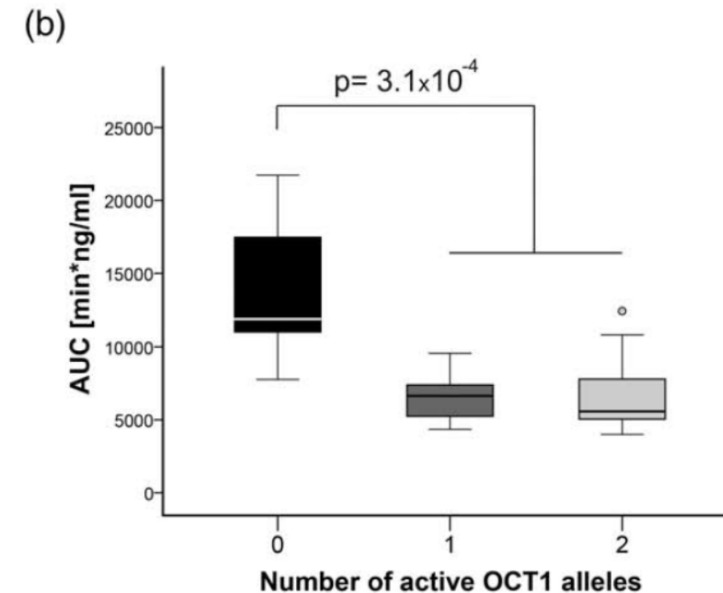 (b)
p= 3.1x10-4
AUC [min*ng/ml]
25000
20000
15000
10000
5000
0
0 1 2
Number of active OCT1 alleles